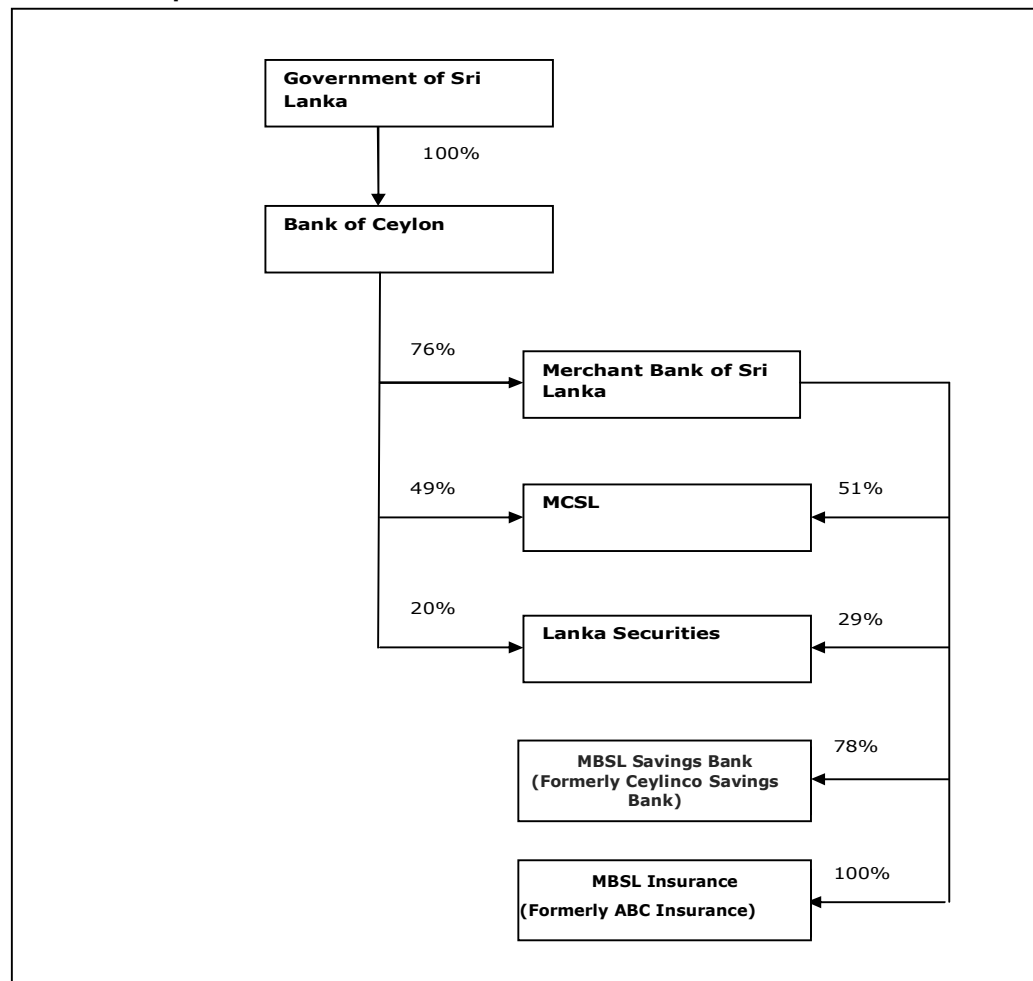 Government of Sri
Lanka
100%
Bank of Ceylon
76%
Merchant Bank of Sri
Lanka
49%
MCSL
51%
20%
Lanka Securities
29%
MBSL Savings Bank
(Formerly Ceylinco Savings
Bank)
78%
MBSL Insurance
(Formerly ABC Insurance)
100%